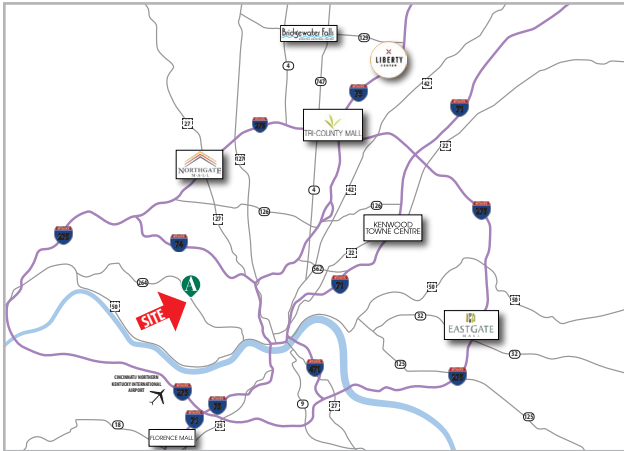 Bridgewater Falls
129
LIBERTY
CENTER
4
747
42
75
71
27
275
TRI-COUNTY MALL
22
127
NORTHGATE
MALL
4
42
27
126
126
275
KENWOOD
TOWNE CENTRE
275
74
22
562
264
A
71
50
50
50
SITE
32
EASTGATE
MALL
32
125
471
275
CINCINNATI/NORTHERN
KENTUCKY INTERNATIONAL
AIRPORT
275
75
9
27
71
25
18
125
FLORENCE MALL